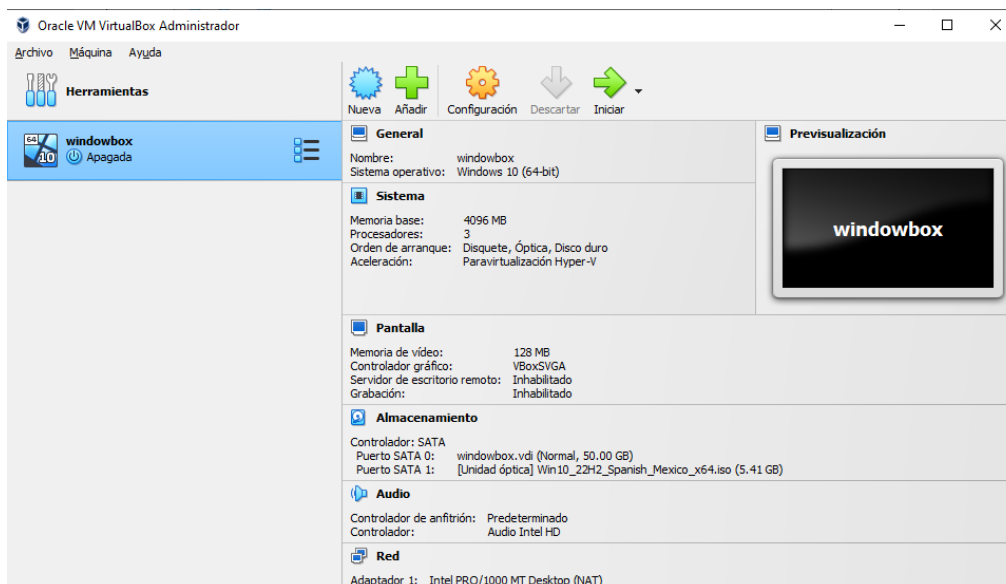 Oracle VM VirtualBox Administrador
Archivo Máquina Ayuda
Herramientas
Nueva Añadir Configuración Descartar Iniciar
64
10
windowbox
Apagada
General
Nombre: windowbox
Sistema operativo: Windows 10 (64-bit)
Previsualización
windowbox
Sistema
Memoria base: 4096 MB
Procesadores: 3
Orden de arranque: Disquete, Óptica, Disco duro
Aceleración: Paravirtualización Hyper-V
Pantalla
Memoria de vídeo: 128 MB
Controlador gráfico: VBoxSVGA
Servidor de escritorio remoto: Inhabilitado
Grabación: Inhabilitado
Almacenamiento
Controlador: SATA
Puerto SATA 0: windowbox.vdi (Normal, 50.00 GB)
Puerto SATA 1: [Unidad óptica] Win10_22H2_Spanish_Mexico_x64.iso (5.41 GB)
Audio
Controlador de anfitrión: Predeterminado
Controlador: Audio Intel HD
Red
Adaptador 1: Intel PRO/1000 MT Desktop (NAT)